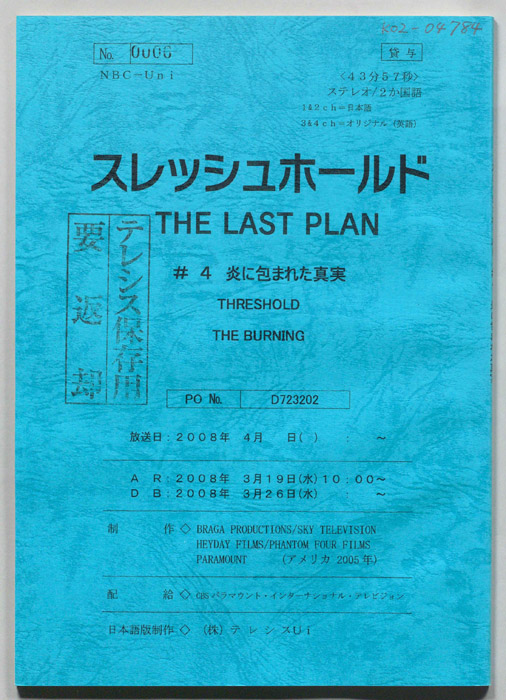 K02-04784
No. 0006
貸与
NBC-Uni
〈43分57秒〉
ステレオ/2か国語
1&2ch=日本語
3&4ch=オリジナル(英語)
スレッシュホールド
THE LAST PLAN
# 4 炎に包まれた真実
THRESHOLD
THE BURNING
テレシス保存用
要返却
PO No. D723202
放送日:2008年 4月 日( ) : ~
AR:2008年 3月19日(水)10:00~
DB:2008年 3月26日(水) : ~
制作◇ BRAGA PRODUCTIONS/SKY TELEVISION
HEYDAY FILMS/PHANTOM FOUR FILMS
PARAMOUNT (アメリカ 2005年)
配給◇ CBSパラマウント・インターナショナル・テレビジョン
日本語版制作◇ (株)テレシスUi